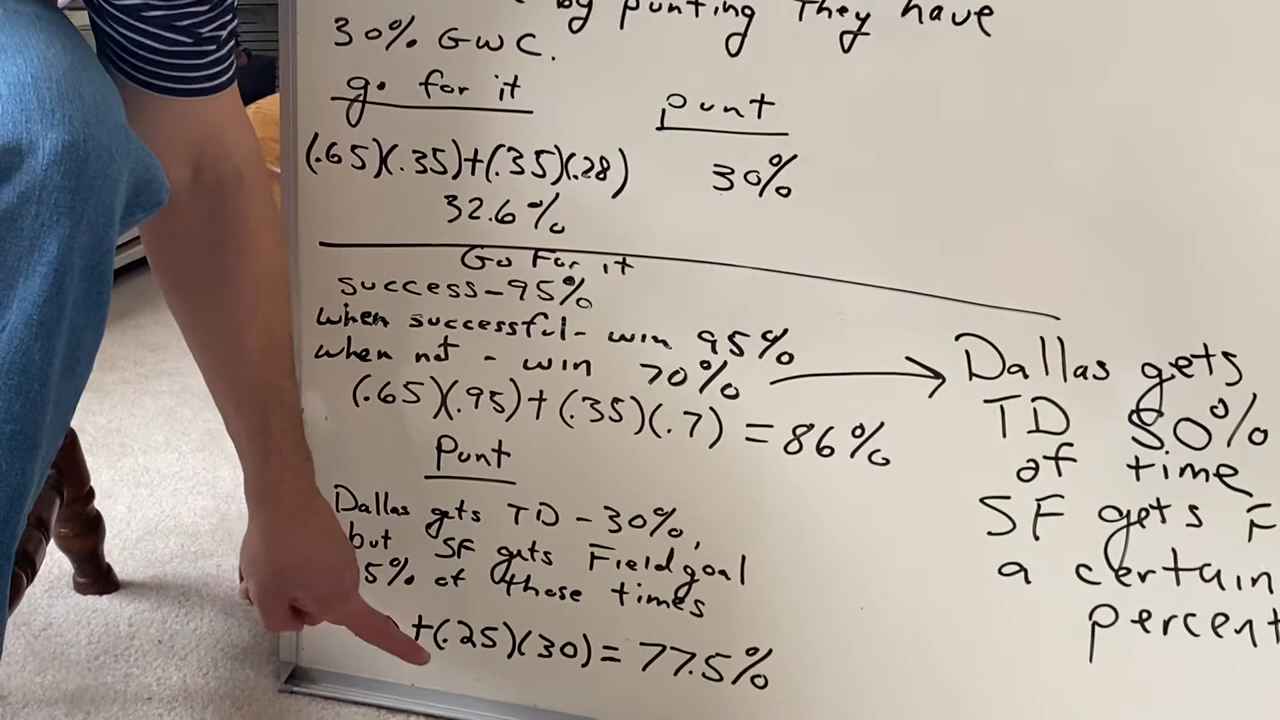 by punting They have
30% GWC.
go for it
punt
(.65)(.35)+(.35)(.28)
30%
32.6%
Go For it
success-95%
when successful- win 95%
when not - win 70%
(.65)(.95)+(.35)(.7) = 86%
Dallas gets
TD 50%
of time
SF gets F
a certain
percent
Punt
Dallas gets TD - 30%,
but SF gets Fieldgoal
5% of those times
+(.25)(30) = 77.5%